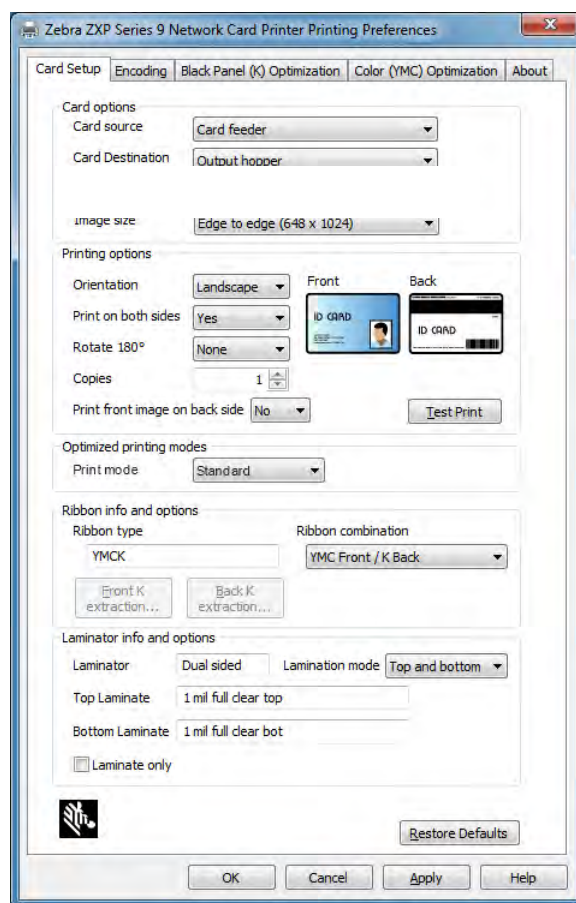 Zebra ZXP Series 9 Network Card Printer Printing Preferences
Card Setup Encoding Black Panel (K) Optimization Color (YMC) Optimization About
Card options
Card source Card feeder
Card Destination Output hopper
Image size Edge to edge (648 x 1024)
Printing options
Orientation Landscape Front Back
Print on both sides Yes
ID CARD ID CARD
Rotate 180° None
Copies 1
Print front image on back side No Test Print
Optimized printing modes
Print mode Standard
Ribbon info and options
Ribbon type Ribbon combination
YMCK YMC Front / K Back
Front K extraction... Back K extraction...
Laminator info and options
Laminator Dual sided Lamination mode Top and bottom
Top Laminate 1 mil full clear top
Bottom Laminate 1 mil full clear bot
Laminate only
Restore Defaults
OK Cancel Apply Help